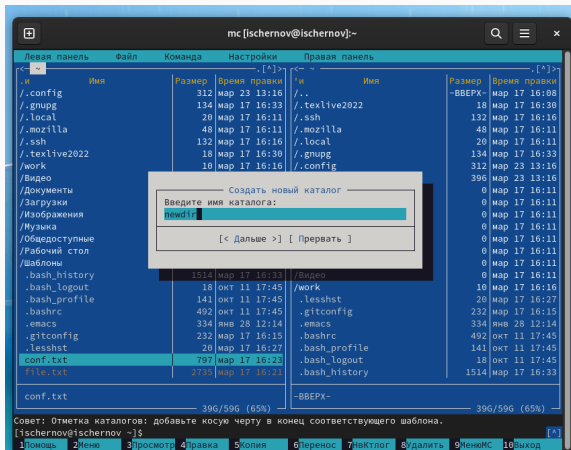 mc [ischernov@ischernov]:~
Левая панель Файл Команда Настройки Правая панель
<- ~ .[^]> <- ~ .[^]>
.и Имя Размер Время правки 'и Имя Размер Время правки
/.config 312 мар 23 13:16 /.. -ВВЕРХ- мар 17 16:08
/.gnupg 134 мар 17 16:33 /.texlive2022 18 мар 17 16:30
/.local 20 мар 17 16:11 /.ssh 132 мар 17 16:16
/.mozilla 48 мар 17 16:11 /.mozilla 48 мар 17 16:11
/.ssh 132 мар 17 16:16 /.local 20 мар 17 16:11
/.texlive2022 18 мар 17 16:30 /.gnupg 134 мар 17 16:33
/work 10 мар 17 16:16 /.config 312 мар 23 13:16
/Видео 396 мар 23 13:16
/Документы 0 мар 17 16:11
/Загрузки 0 мар 17 16:11
/Изображения 0 мар 17 16:11
/Музыка 0 мар 17 16:11
/Общедоступные 0 мар 17 16:11
/Рабочий стол 0 мар 17 16:11
/Шаблоны 0 мар 17 16:11
Создать новый каталог
Введите имя каталога:
newdir
[< Дальше >] [ Прервать ]
.bash_history 1514 мар 17 16:33 /Видео 0 мар 17 16:11
.bash_logout 18 окт 11 17:45 /work 10 мар 17 16:16
.bash_profile 141 окт 11 17:45 .lesshst 20 мар 17 16:27
.bashrc 492 окт 11 17:45 .gitconfig 232 мар 17 16:15
.emacs 334 янв 28 12:14 .emacs 334 янв 28 12:14
.gitconfig 232 мар 17 16:15 .bashrc 492 окт 11 17:45
.lesshst 20 мар 17 16:27 .bash_profile 141 окт 11 17:45
conf.txt 797 мар 17 16:23 .bash_logout 18 окт 11 17:45
file.txt 2735 мар 17 16:21 .bash_history 1514 мар 17 16:33
conf.txt -ВВЕРХ-
39G/59G (65%) 39G/59G (65%)
Совет: Отметка каталогов: добавьте косую черту в конец соответствующего шаблона.
[ischernov@ischernov ~]$ [^]
1Помощь 2Меню 3Просмотр 4Правка 5Копия 6Перенос 7НвКтлог 8Удалить 9МенюMC 10Выход